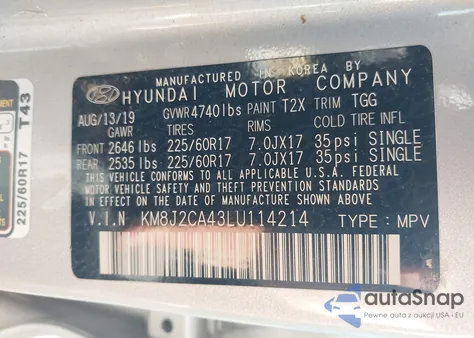 MANUFACTURED IN KOREA BY
HYUNDAI MOTOR COMPANY
AUG/13/19 GVWR 4740lbs PAINT T2X TRIM TGG
GAWR TIRES RIMS COLD TIRE INFL
FRONT 2646 lbs 225/60R17 7.0JX17 35psi SINGLE
REAR 2535 lbs 225/60R17 7.0JX17 35psi SINGLE
THIS VEHICLE CONFORMS TO ALL APPLICABLE U.S.A. FEDERAL
MOTOR VEHICLE SAFETY AND THEFT PREVENTION STANDARDS
IN EFFECT ON THE DATE OF MANUFACTURE SHOWN ABOVE.
V.I.N KM8J2CA43LU114214 TYPE : MPV
T43
225/60R17
autoSnap
Pewne auta z aukcji USA i EU